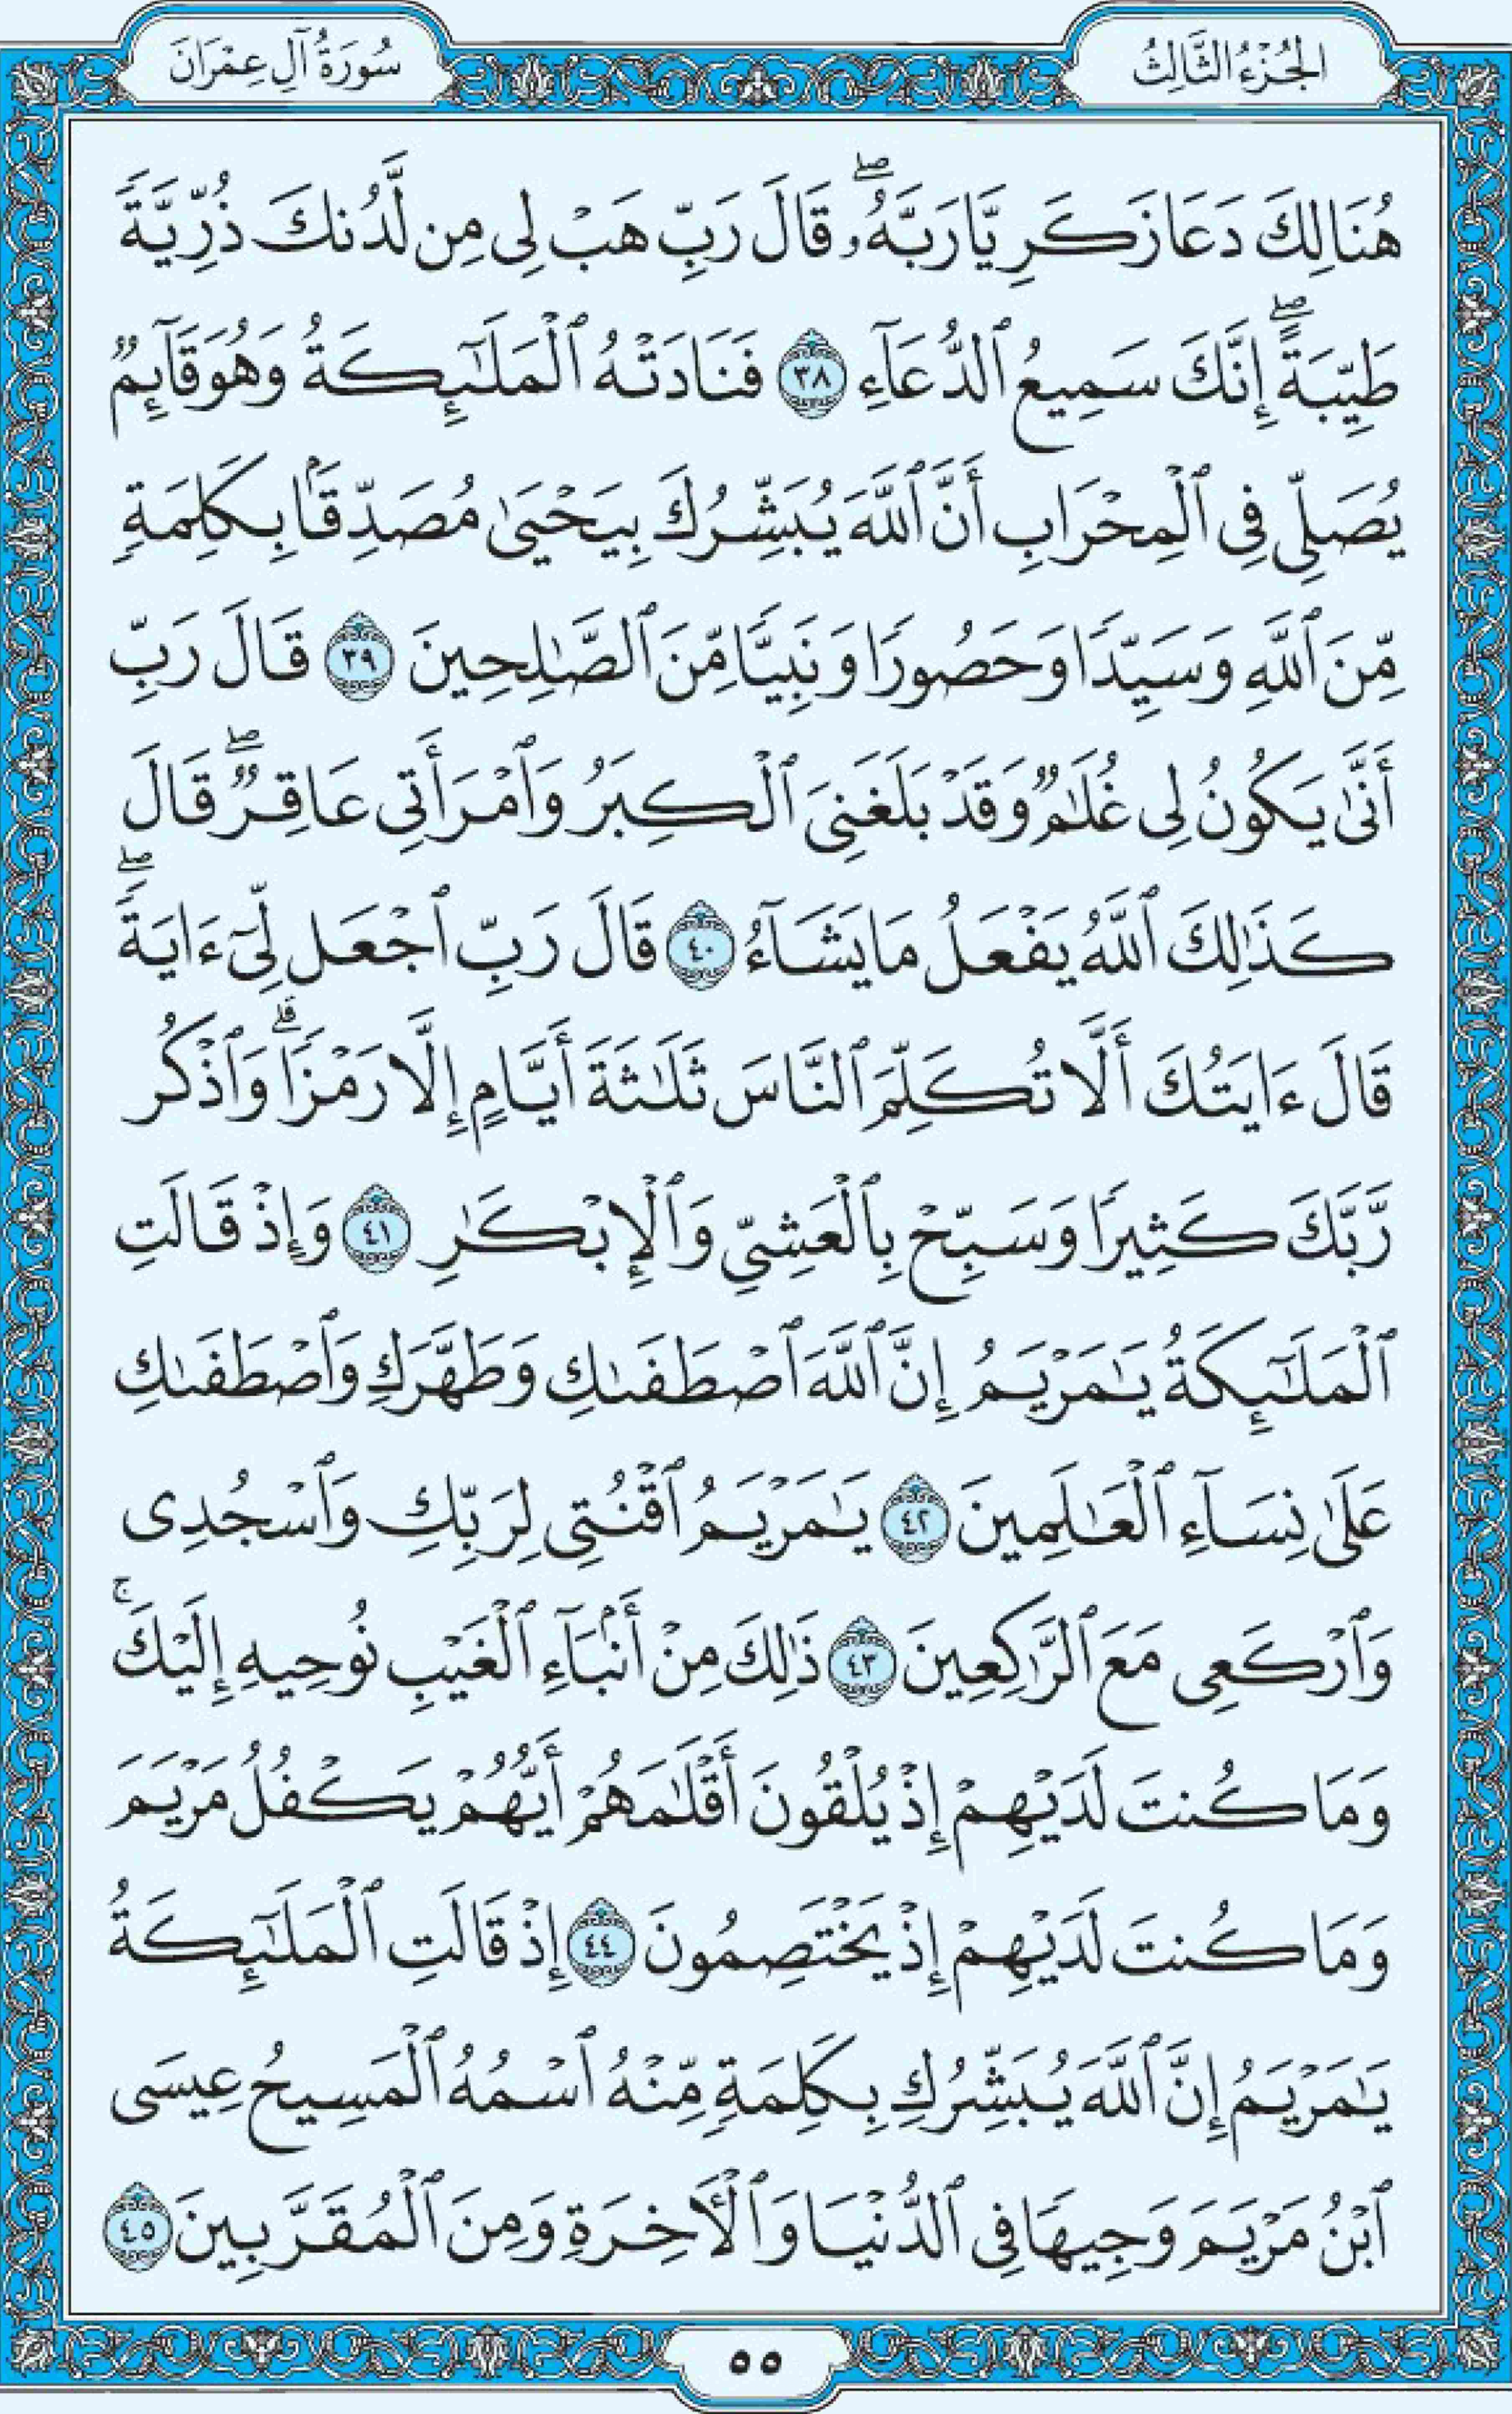 الجُزْءُ الثَّالِثُ
سُورَةُ آلِ عِمْرَانَ
هُنَالِكَ دَعَا زَكَرِيَّا رَبَّهُۥۖ قَالَ رَبِّ هَبْ لِى مِن لَّدُنكَ ذُرِّيَّةً
طَيِّبَةًۖ إِنَّكَ سَمِيعُ ٱلدُّعَآءِ ٣٨ فَنَادَتْهُ ٱلْمَلَٰٓئِكَةُ وَهُوَ قَآئِمٌ
يُصَلِّى فِى ٱلْمِحْرَابِ أَنَّ ٱللَّهَ يُبَشِّرُكَ بِيَحْيَىٰ مُصَدِّقَۢا بِكَلِمَةٍ
مِّنَ ٱللَّهِ وَسَيِّدًا وَحَصُورًا وَنَبِيًّا مِّنَ ٱلصَّٰلِحِينَ ٣٩ قَالَ رَبِّ
أَنَّىٰ يَكُونُ لِى غُلَٰمٌ وَقَدْ بَلَغَنِىَ ٱلْكِبَرُ وَٱمْرَأَتِى عَاقِرٌۖ قَالَ
كَذَٰلِكَ ٱللَّهُ يَفْعَلُ مَا يَشَآءُ ٤٠ قَالَ رَبِّ ٱجْعَل لِّىٓ ءَايَةًۖ
قَالَ ءَايَتُكَ أَلَّا تُكَلِّمَ ٱلنَّاسَ ثَلَٰثَةَ أَيَّامٍ إِلَّا رَمْزًاۗ وَٱذْكُر
رَّبَّكَ كَثِيرًا وَسَبِّحْ بِٱلْعَشِىِّ وَٱلْإِبْكَٰرِ ٤١ وَإِذْ قَالَتِ
ٱلْمَلَٰٓئِكَةُ يَٰمَرْيَمُ إِنَّ ٱللَّهَ ٱصْطَفَىٰكِ وَطَهَّرَكِ وَٱصْطَفَىٰكِ
عَلَىٰ نِسَآءِ ٱلْعَٰلَمِينَ ٤٢ يَٰمَرْيَمُ ٱقْنُتِى لِرَبِّكِ وَٱسْجُدِى
وَٱرْكَعِى مَعَ ٱلرَّٰكِعِينَ ٤٣ ذَٰلِكَ مِنْ أَنۢبَآءِ ٱلْغَيْبِ نُوحِيهِ إِلَيْكَۚ
وَمَا كُنتَ لَدَيْهِمْ إِذْ يُلْقُونَ أَقْلَٰمَهُمْ أَيُّهُمْ يَكْفُلُ مَرْيَمَ
وَمَا كُنتَ لَدَيْهِمْ إِذْ يَخْتَصِمُونَ ٤٤ إِذْ قَالَتِ ٱلْمَلَٰٓئِكَةُ
يَٰمَرْيَمُ إِنَّ ٱللَّهَ يُبَشِّرُكِ بِكَلِمَةٍ مِّنْهُ ٱسْمُهُ ٱلْمَسِيحُ عِيسَى
ٱبْنُ مَرْيَمَ وَجِيهًا فِى ٱلدُّنْيَا وَٱلْأَخِرَةِ وَمِنَ ٱلْمُقَرَّبِينَ ٤٥
٥٥